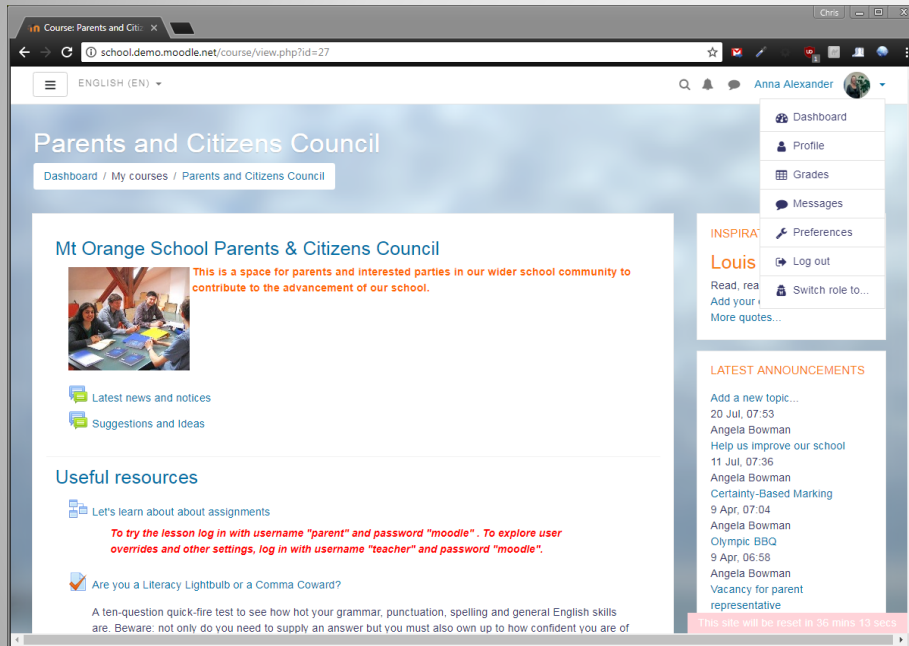 Chris
Course: Parents and Citiz
school.demo.moodle.net/course/view.php?id=27
1
ENGLISH (EN)
Anna Alexander
Dashboard
Profile
Grades
Messages
Preferences
Log out
Switch role to...
Parents and Citizens Council
Dashboard / My courses / Parents and Citizens Council
Mt Orange School Parents & Citizens Council
This is a space for parents and interested parties in our wider school community to
contribute to the advancement of our school.
Latest news and notices
Suggestions and Ideas
Useful resources
Let's learn about about assignments
To try the lesson log in with username "parent" and password "moodle" . To explore user
overrides and other settings, log in with username "teacher" and password "moodle".
Are you a Literacy Lightbulb or a Comma Coward?
A ten-question quick-fire test to see how hot your grammar, punctuation, spelling and general English skills
are. Beware: not only do you need to supply an answer but you must also own up to how confident you are of
Louis
Read,
Add your
More quotes...
LATEST ANNOUNCEMENTS
Add a new topic...
20 Jul, 07:53
Angela Bowman
Help us improve our school
11 Jul, 07:36
Angela Bowman
Certainty-Based Marking
9 Apr, 07:04
Angela Bowman
Olympic BBQ
9 Apr, 06:58
Angela Bowman
Vacancy for parent
representative
This site will be reset in 36 mins 13 secs